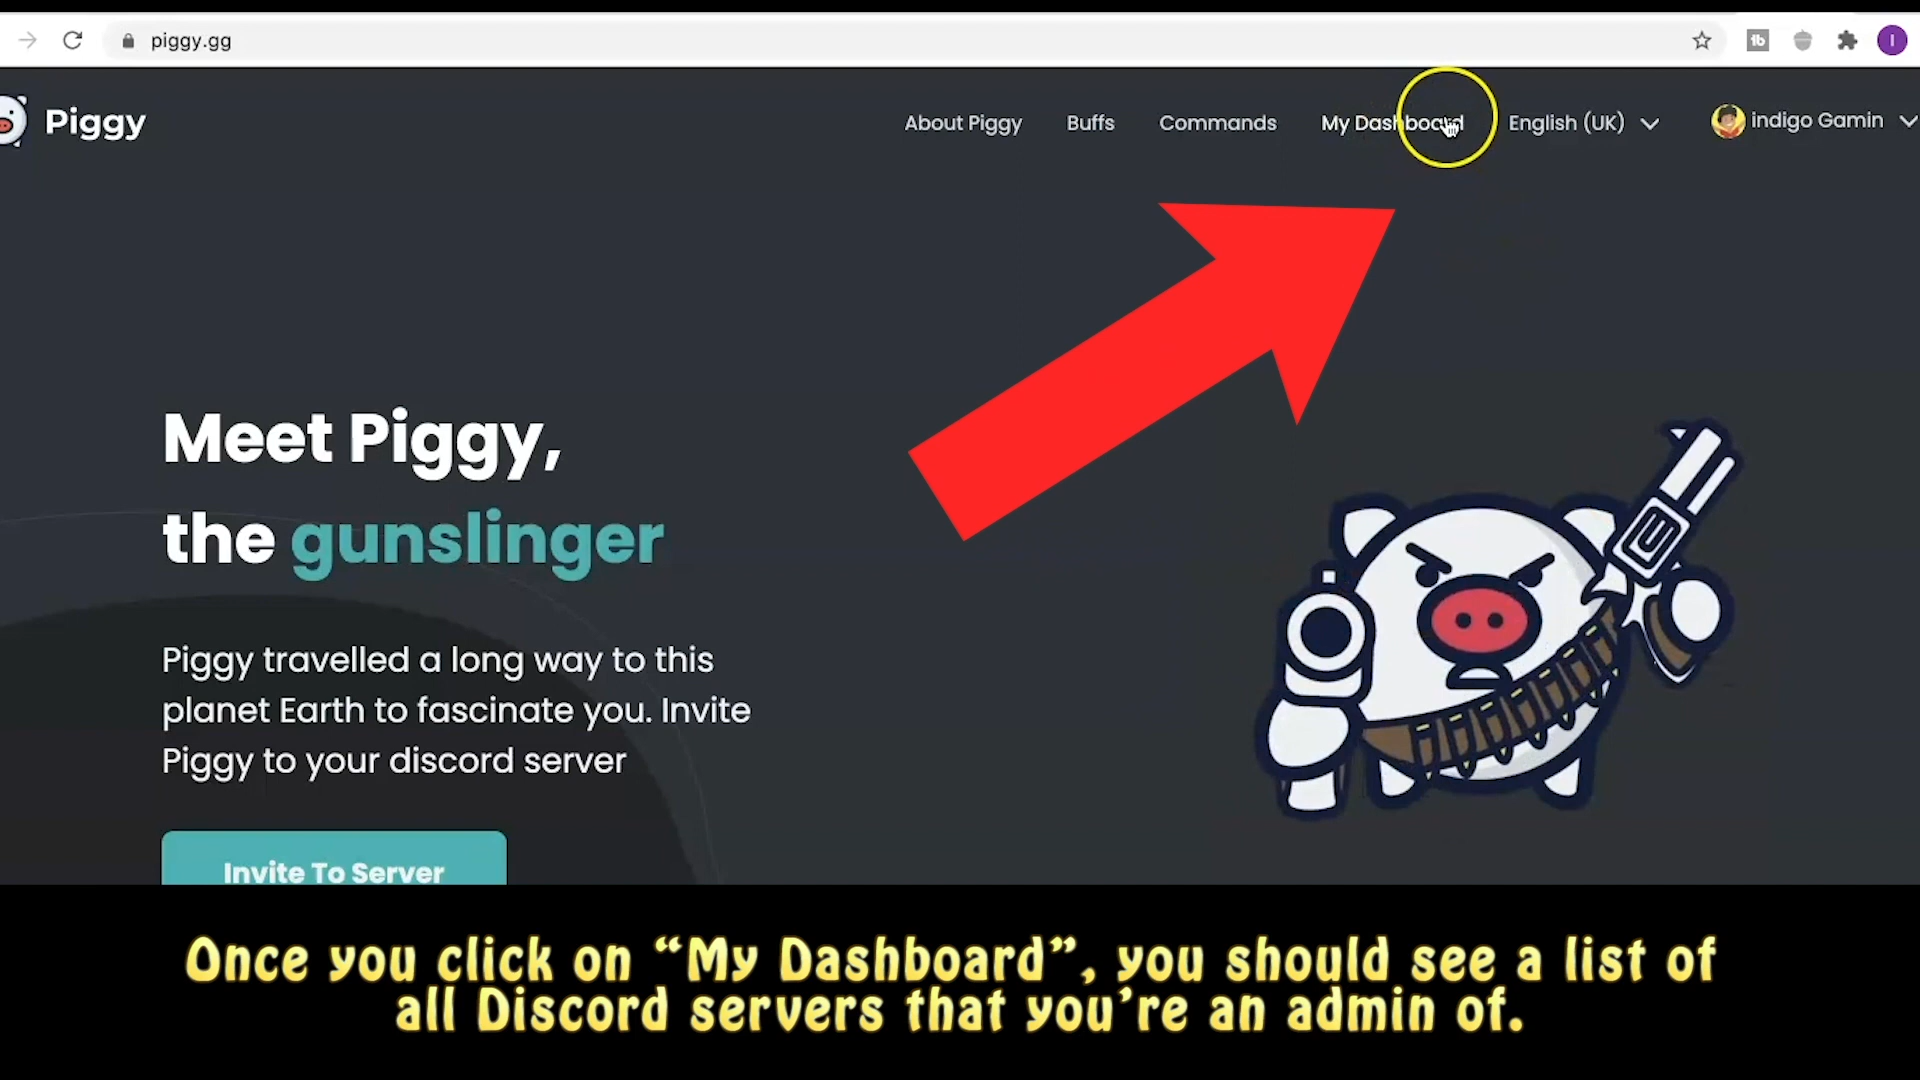 piggy.gg
Piggy
About Piggy
Buffs
Commands
My Dashboard
English (UK)
indigo Gamin
Meet Piggy,
the gunslinger
Piggy travelled a long way to this
planet Earth to fascinate you. Invite
Piggy to your discord server
Invite To Server
Once you click on “My Dashboard”, you should see a list of
all Discord servers that you’re an admin of.